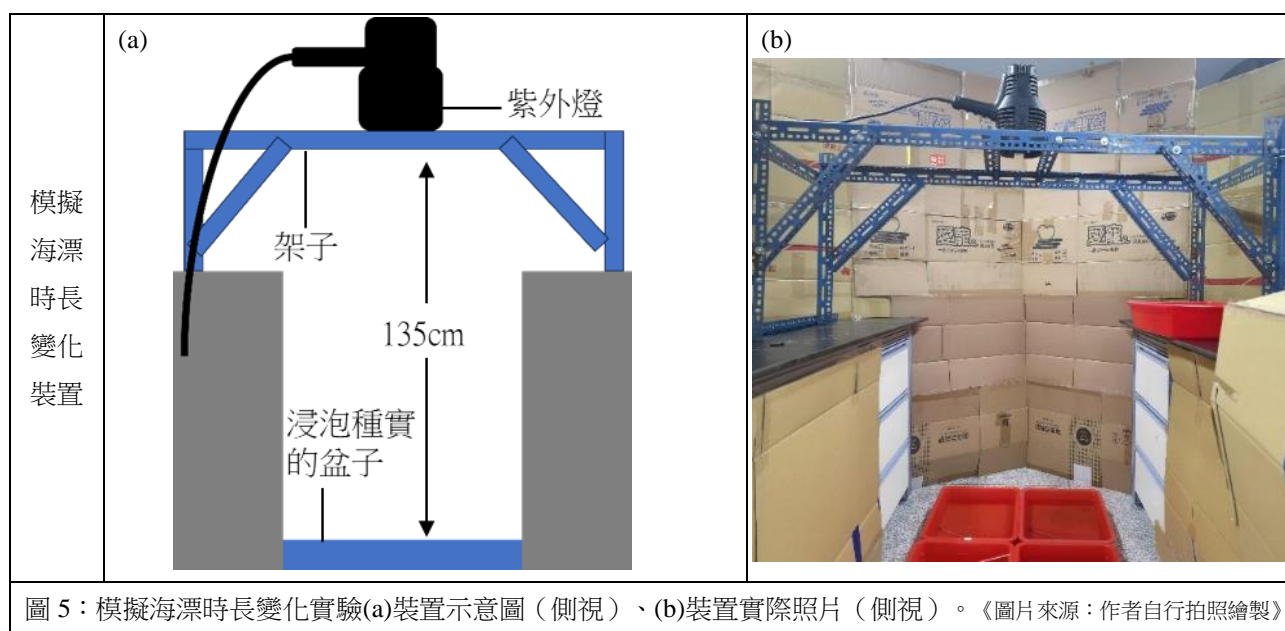 模擬
海漂
時長
變化
裝置
(a)
紫外燈
架子
135cm
浸泡種實
的盆子
(b)
圖 5：模擬海漂時長變化實驗(a)裝置示意圖（側視）、(b)裝置實際照片（側視）。《圖片來源：作者自行拍照繪製》